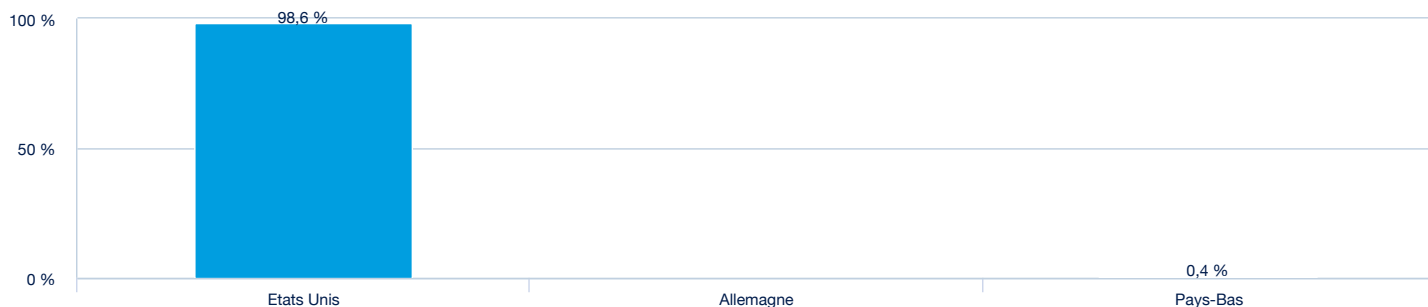 100 %
98,6 %
50 %
0 %
0,4 %
Etats Unis
Allemagne
Pays-Bas